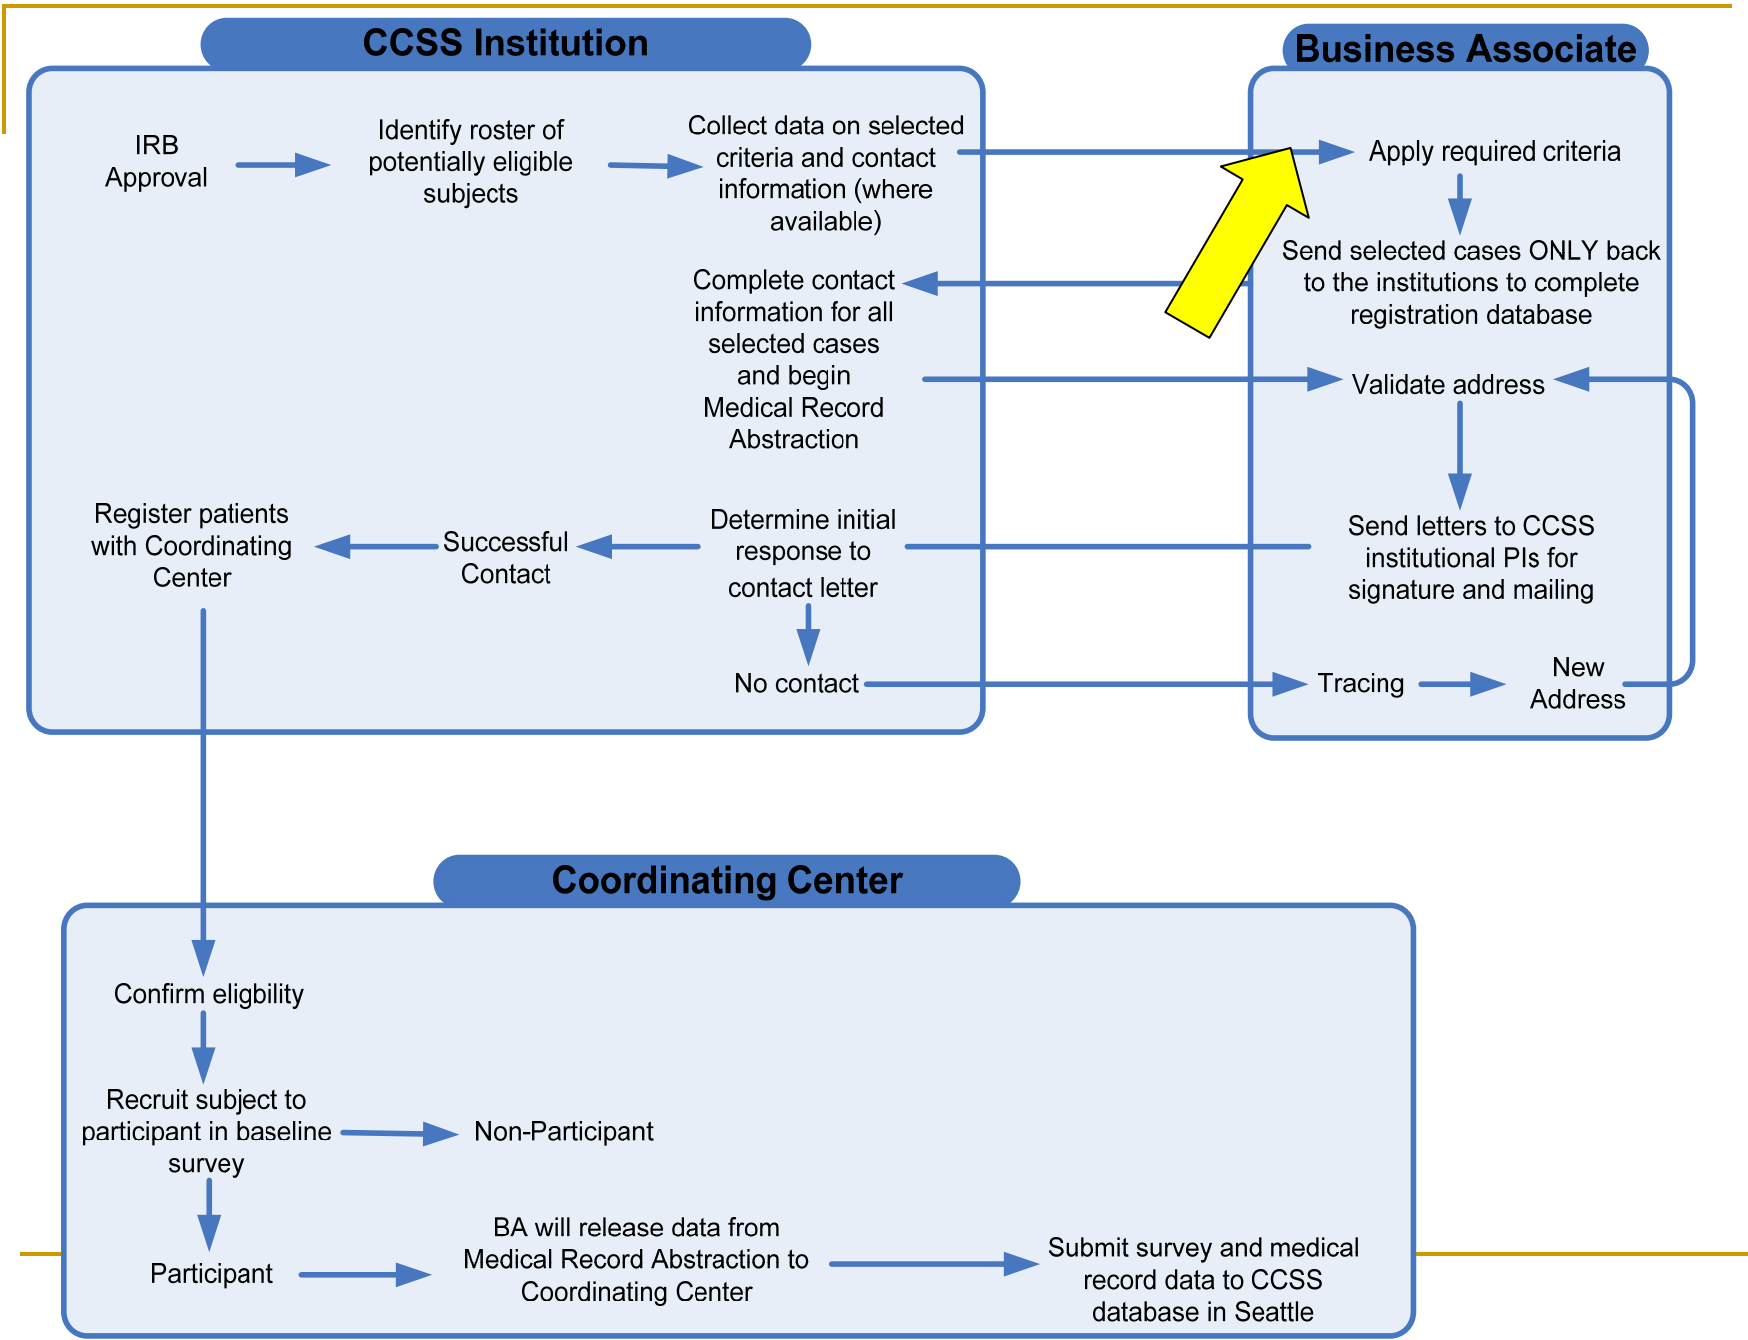 CCSS Institution
IRB
Approval
Identify roster of
potentially eligible
subjects
Collect data on selected
criteria and contact
information (where
available)
Complete contact
information for all
selected cases
and begin
Medical Record
Abstraction
Register patients
with Coordinating
Center
Successful
Contact
Determine initial
response to
contact letter
No contact
Business Associate
Apply required criteria
Send selected cases ONLY back
to the institutions to complete
registration database
Validate address
Send letters to CCSS
institutional PIs for
signature and mailing
Tracing
New
Address
Coordinating Center
Confirm eligbility
Recruit subject to
participant in baseline
survey
Non-Participant
Participant
BA will release data from
Medical Record Abstraction to
Coordinating Center
Submit survey and medical
record data to CCSS
database in Seattle